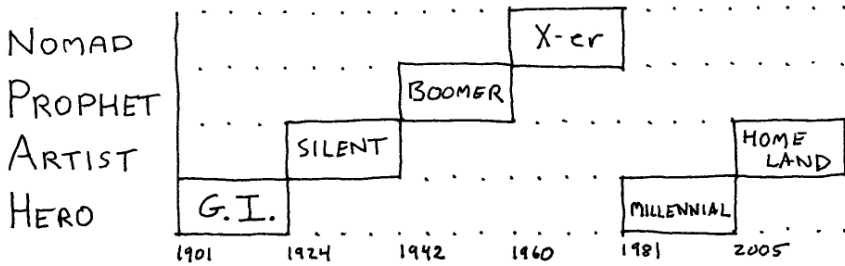 NOMAD
X-er
PROPHET
BOOMER
ARTIST
SILENT
HOME
LAND
HERO
G.I.
MILLENNIAL
1901 1924 1942 1960 1981 2005